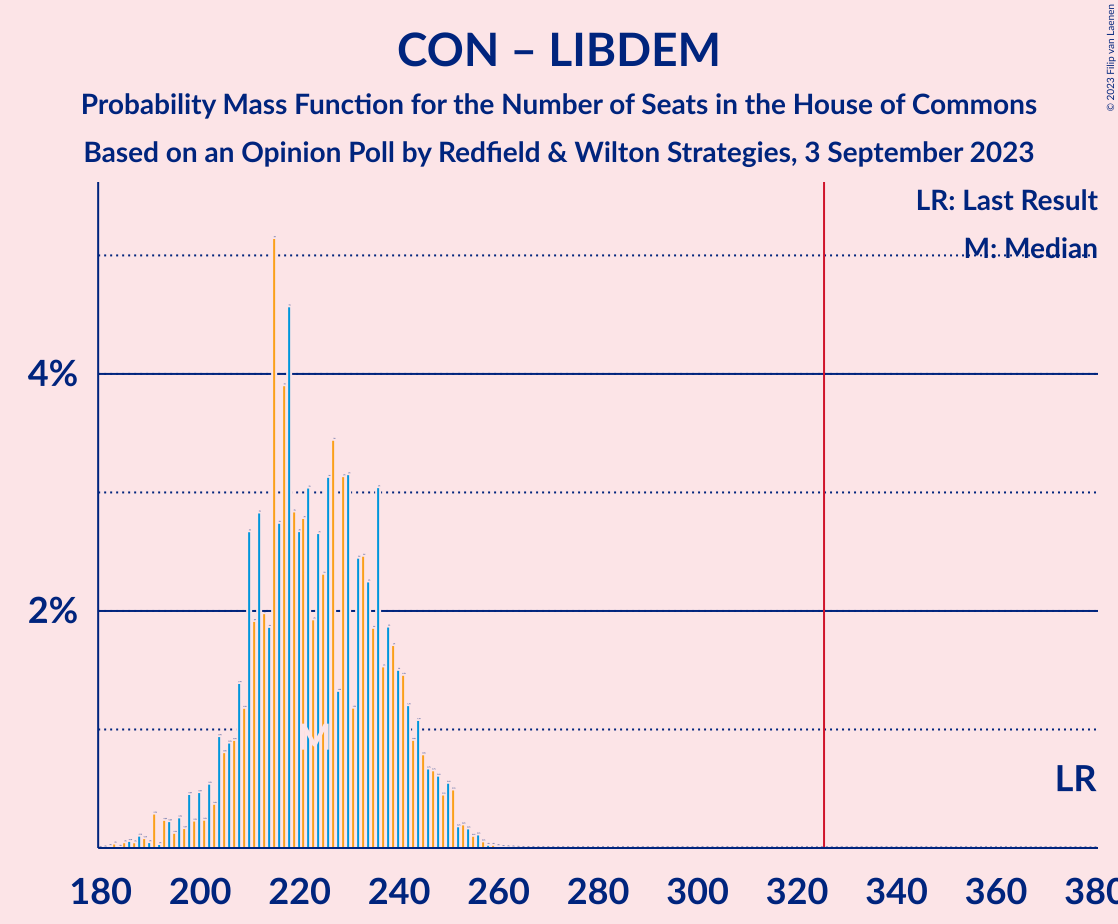 CON – LIBDEM
Probability Mass Function for the Number of Seats in the House of Commons
Based on an Opinion Poll by Redfield & Wilton Strategies, 3 September 2023
© 2023 Filip van Laenen
LR: Last Result
M: Median
4%
2%
M
LR
180 200 220 240 260 280 300 320 340 360 380